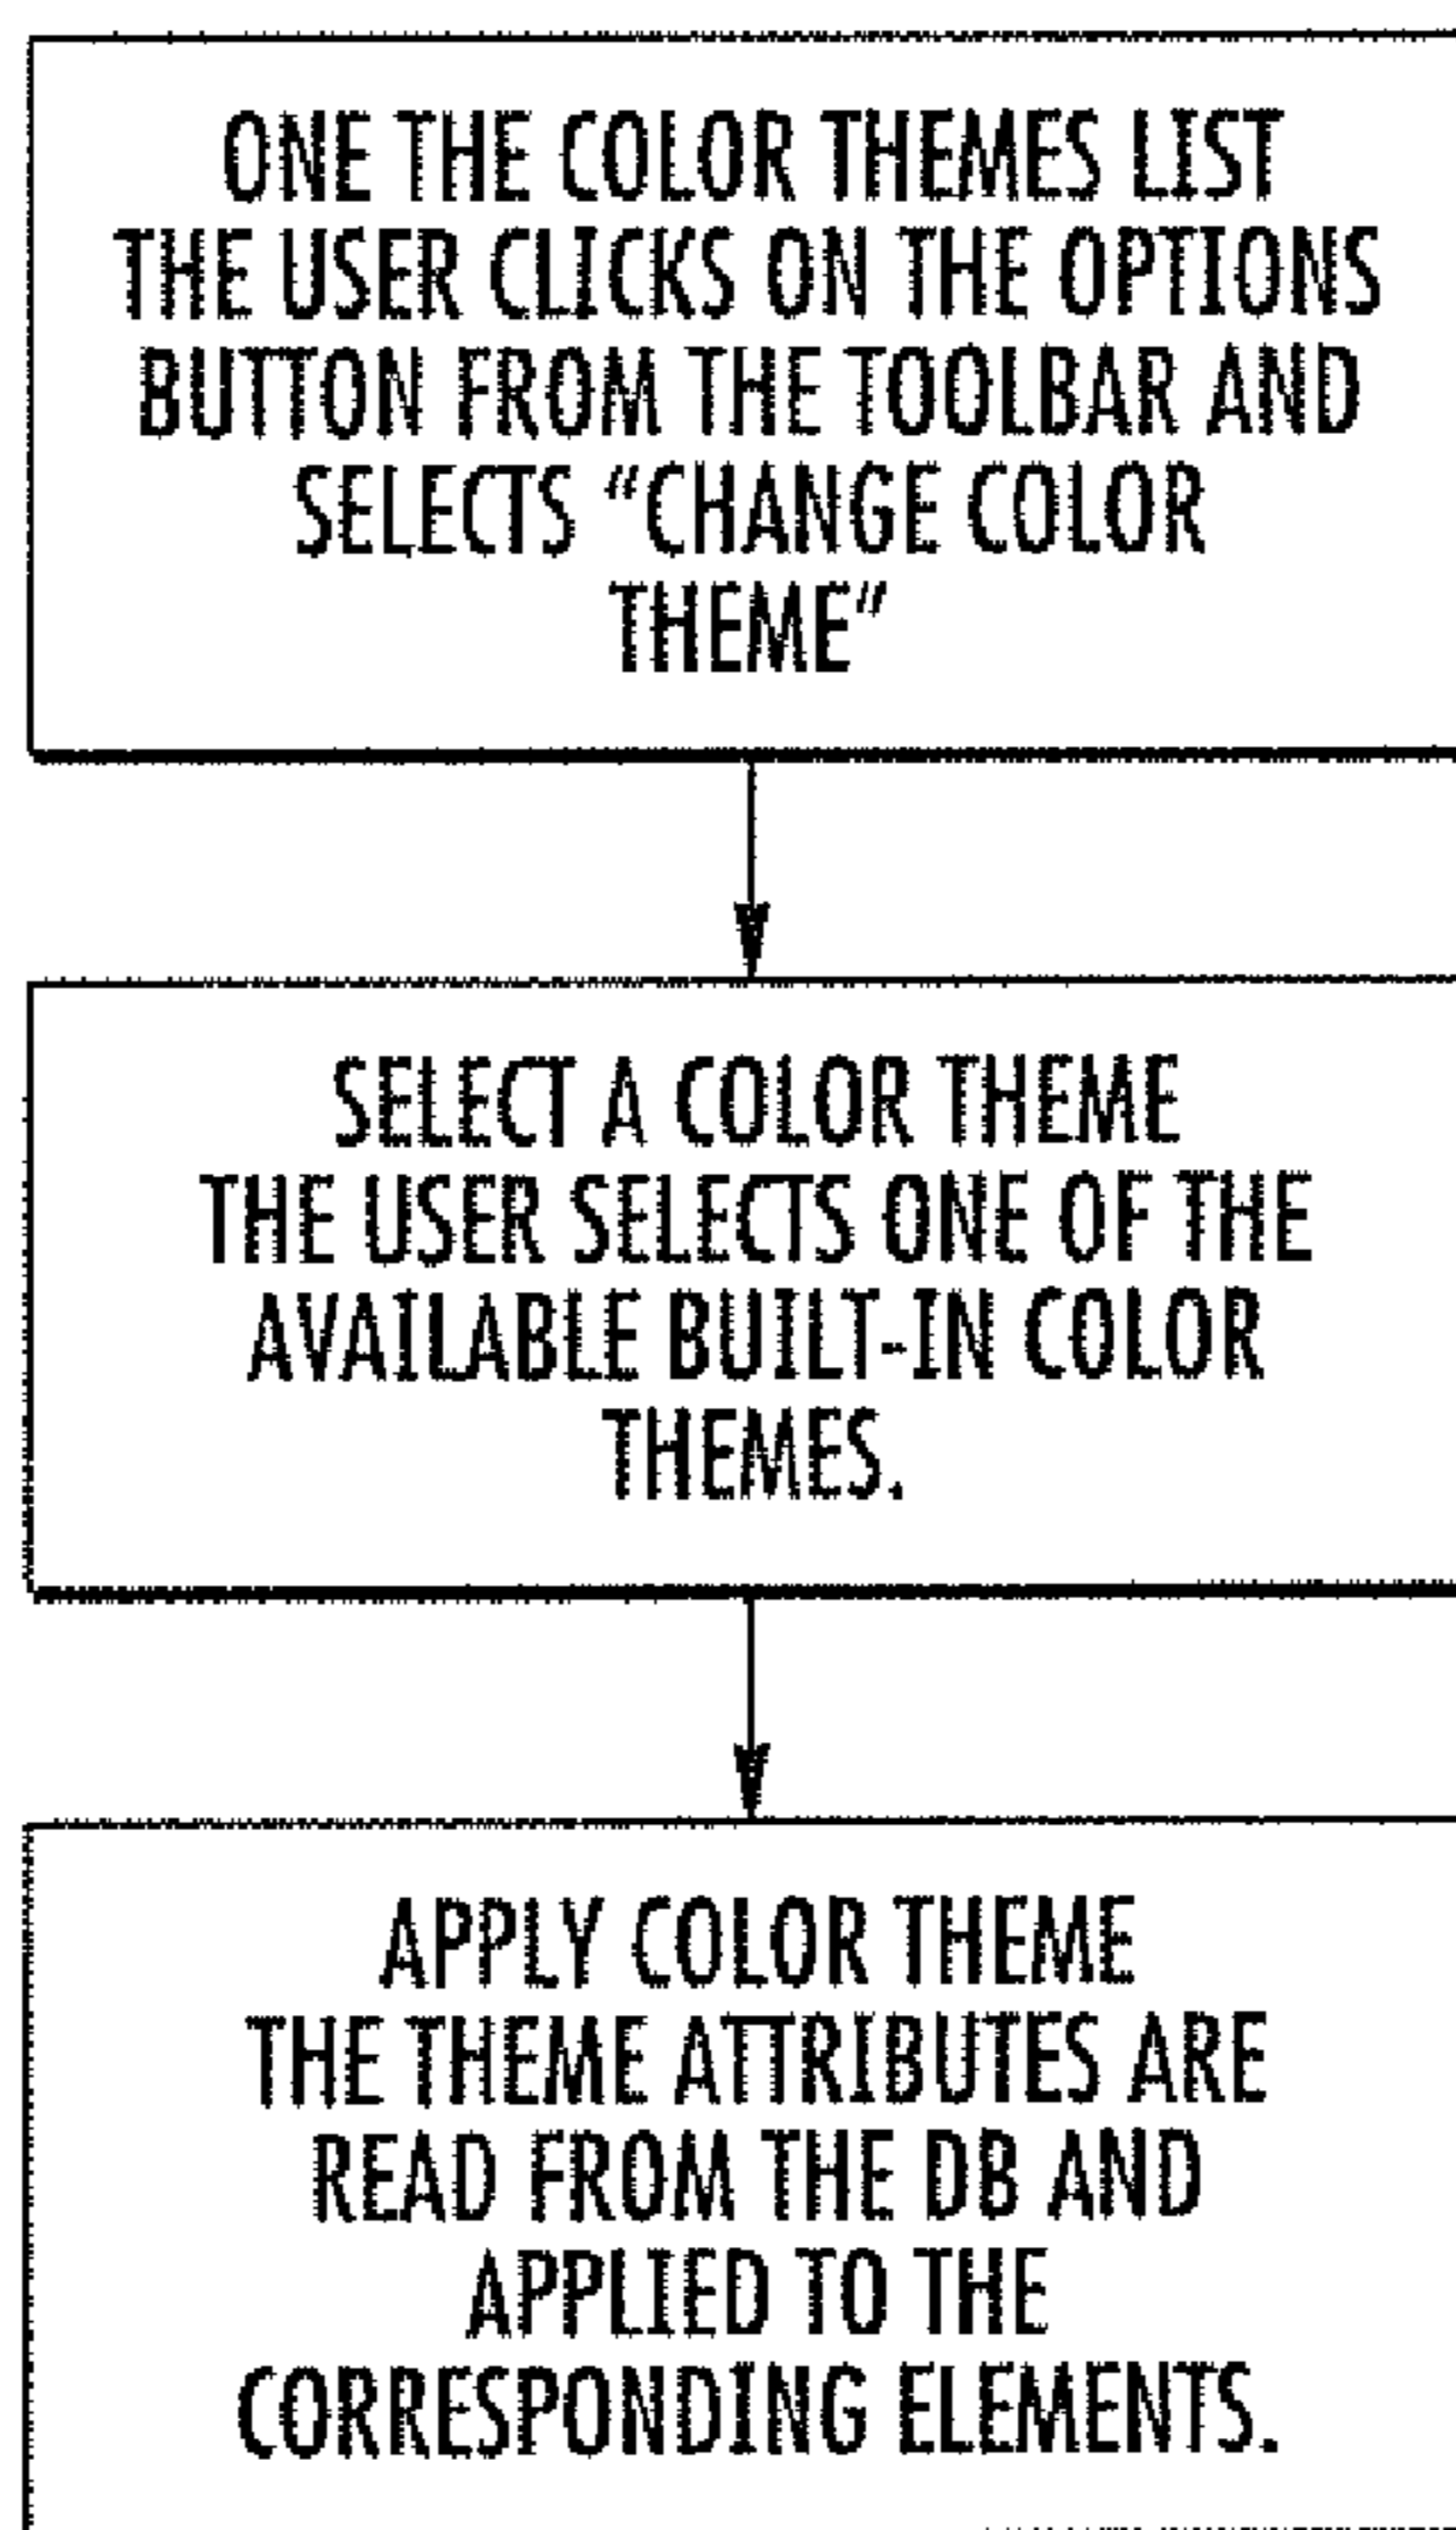 ONE THE COLOR THEMES LIST
THE USER CLICKS ON THE OPTIONS
BUTTON FROM THE TOOLBAR AND
SELECTS “CHANGE COLOR
THEME”
SELECT A COLOR THEME
THE USER SELECTS ONE OF THE
AVAILABLE BUILT-IN COLOR
THEMES.
APPLY COLOR THEME
THE THEME ATTRIBUTES ARE
READ FROM THE DB AND
APPLIED TO THE
CORRESPONDING ELEMENTS.